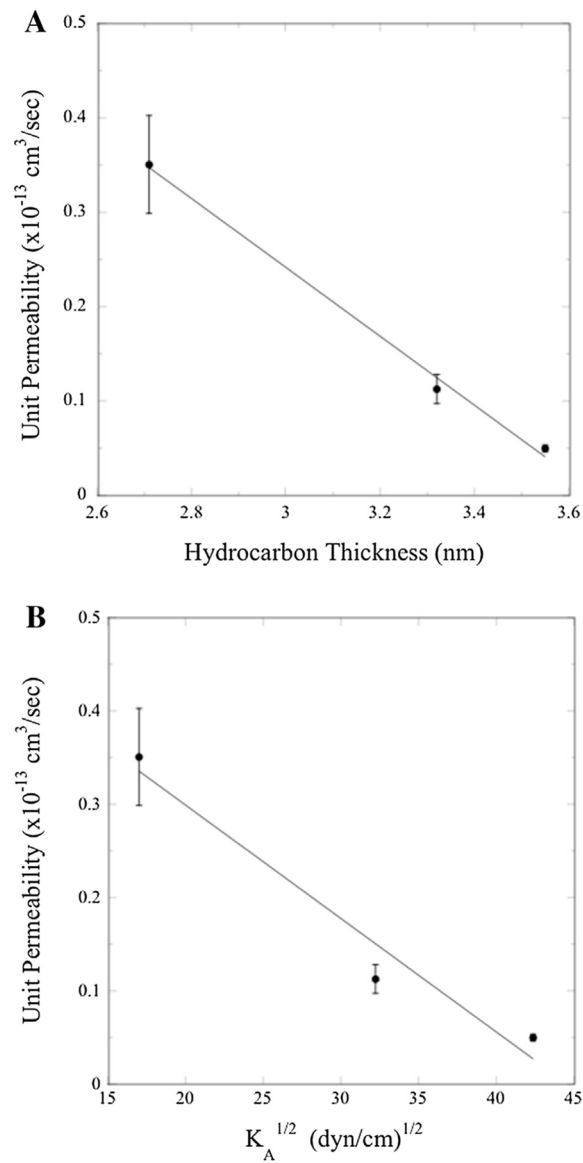 A
Unit Permeability (x10⁻¹³ cm³/sec)
0.5
0.4
0.3
0.2
0.1
0
2.6 3 3.2 3.4 3.6
Hydrocarbon Thickness (nm)
B
Unit Permeability (x10⁻¹³ cm³/sec)
0.5
0.4
0.3
0.2
0.1
0
15 20 25 30 35 40 45
K_A^1/2 (dyn/cm)^1/2